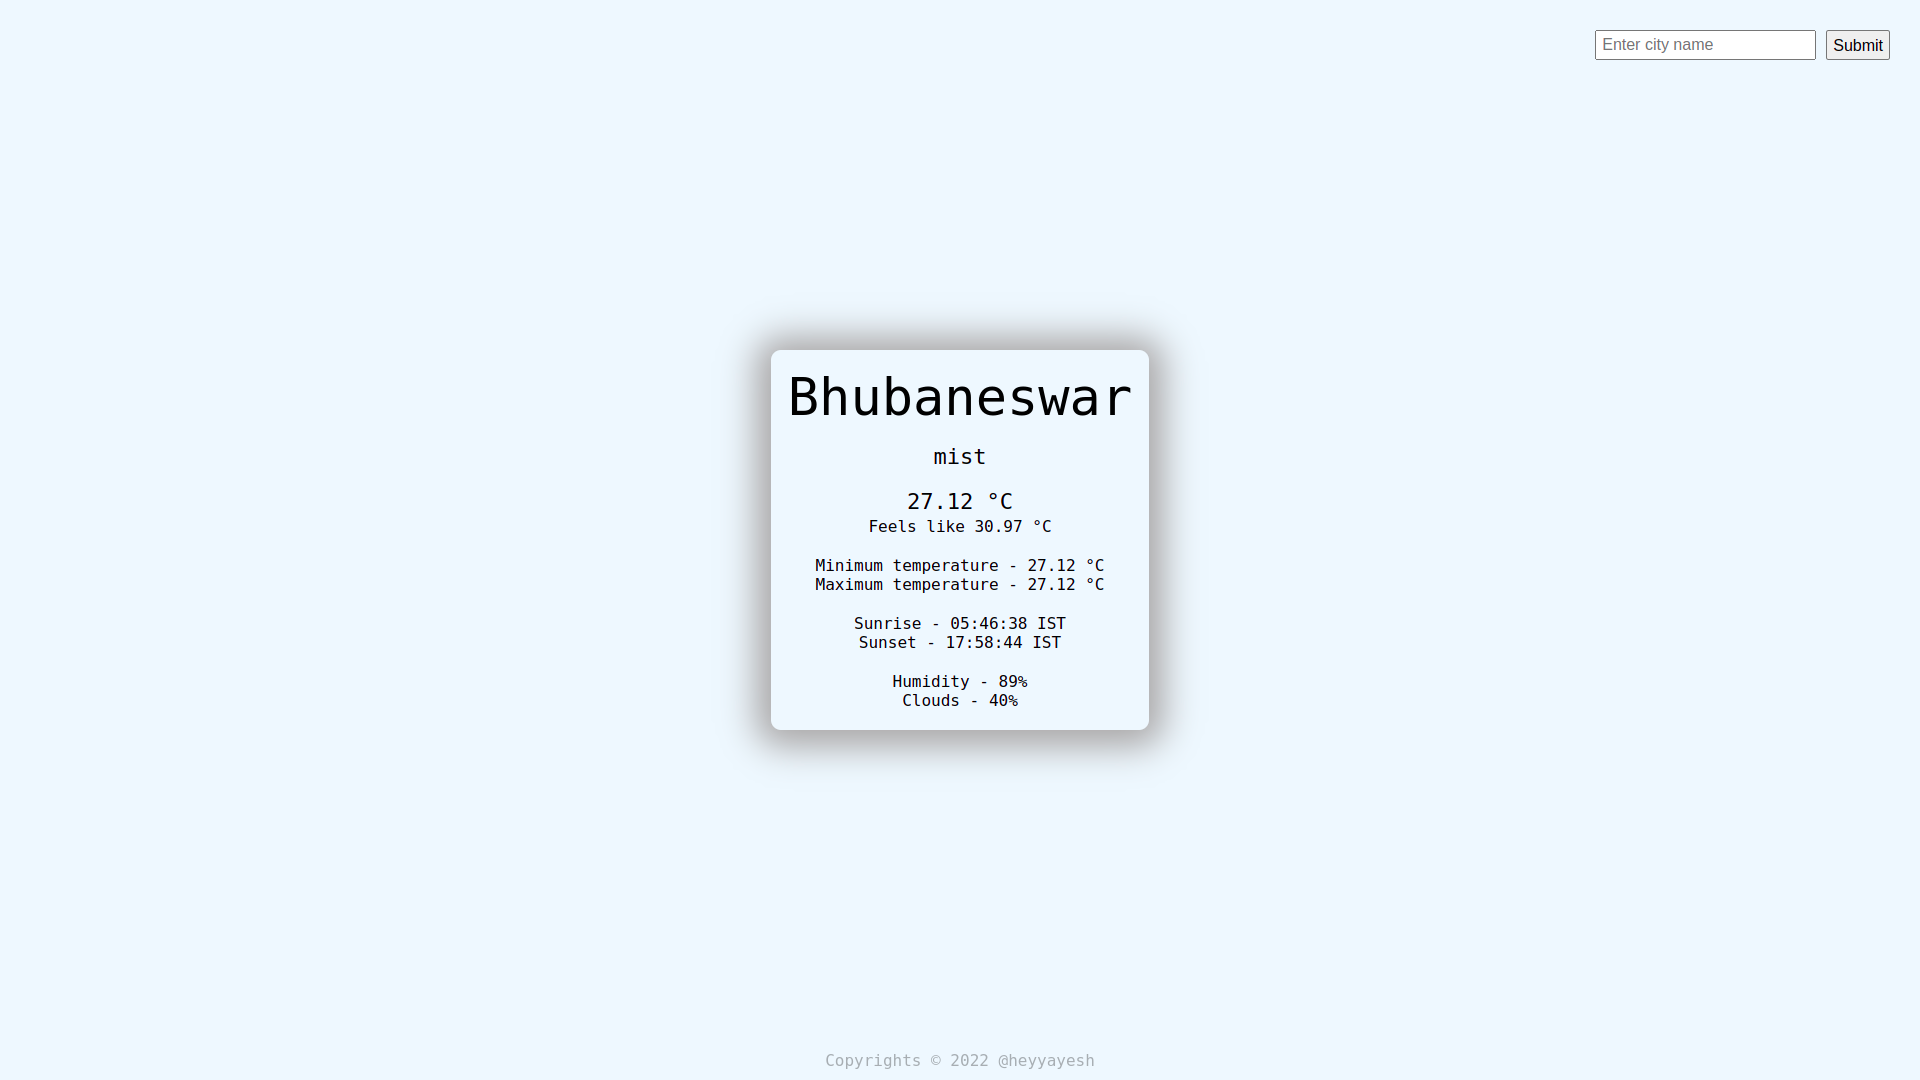 Enter city name
Submit
Bhubaneswar
mist
27.12 °C
Feels like 30.97 °C
Minimum temperature - 27.12 °C
Maximum temperature - 27.12 °C
Sunrise - 05:46:38 IST
Sunset - 17:58:44 IST
Humidity - 89%
Clouds - 40%
Copyrights © 2022 @heyyayesh